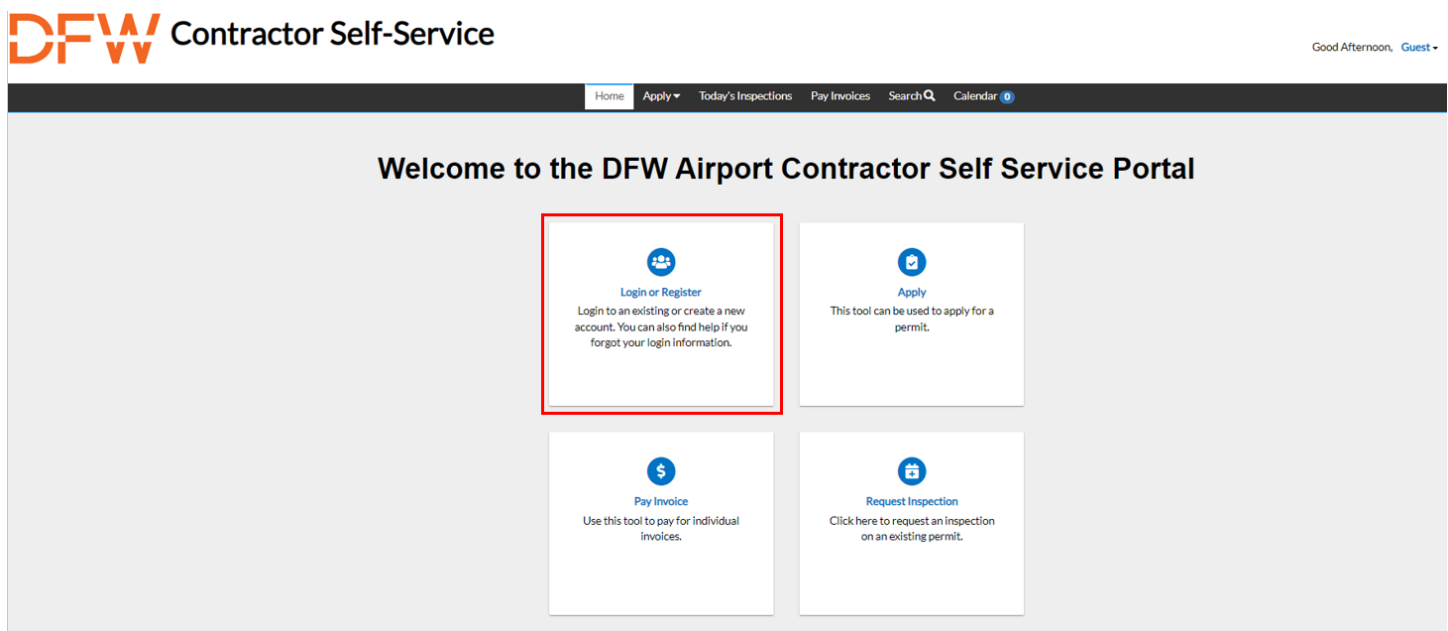 DFW Contractor Self-Service
Good Afternoon, Guest
Home Apply Today's Inspections Pay Invoices Search Calendar 0
Welcome to the DFW Airport Contractor Self Service Portal
Login or Register
Login to an existing or create a new
account. You can also find help if you
forgot your login information.
Apply
This tool can be used to apply for a
permit.
$
Pay Invoice
Use this tool to pay for individual
invoices.
Request Inspection
Click here to request an inspection
on an existing permit.